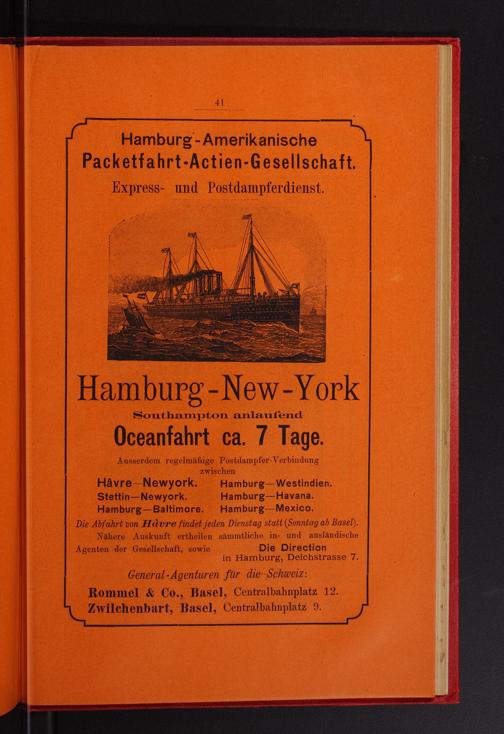 41
Hamburg-Amerikanische
Packetfahrt-Actien-Gesellschaft.
Express- und Postdampferdienst.
Hamburg-New-York
Southampton anlaufend
Oceanfahrt ca. 7 Tage.
Ausserdem regelmäßige Postdampfer-Verbindung
zwischen
Hâvre—Newyork. Hamburg—Westindien.
Stettin—Newyork. Hamburg—Havana.
Hamburg—Baltimore. Hamburg—Mexico.
Die Abfahrt von Hâvre findet jeden Dienstag statt (Sonntag ab Basel).
Nähere Auskunft ertheilen sämmtliche in- und ausländische
Agenten der Gesellschaft, sowie Die Direction
in Hamburg, Deichstrasse 7.
General-Agenturen für die Schweiz:
Rommel & Co., Basel, Centralbahnplatz 12.
Zwilchenbart, Basel, Centralbahnplatz 9.